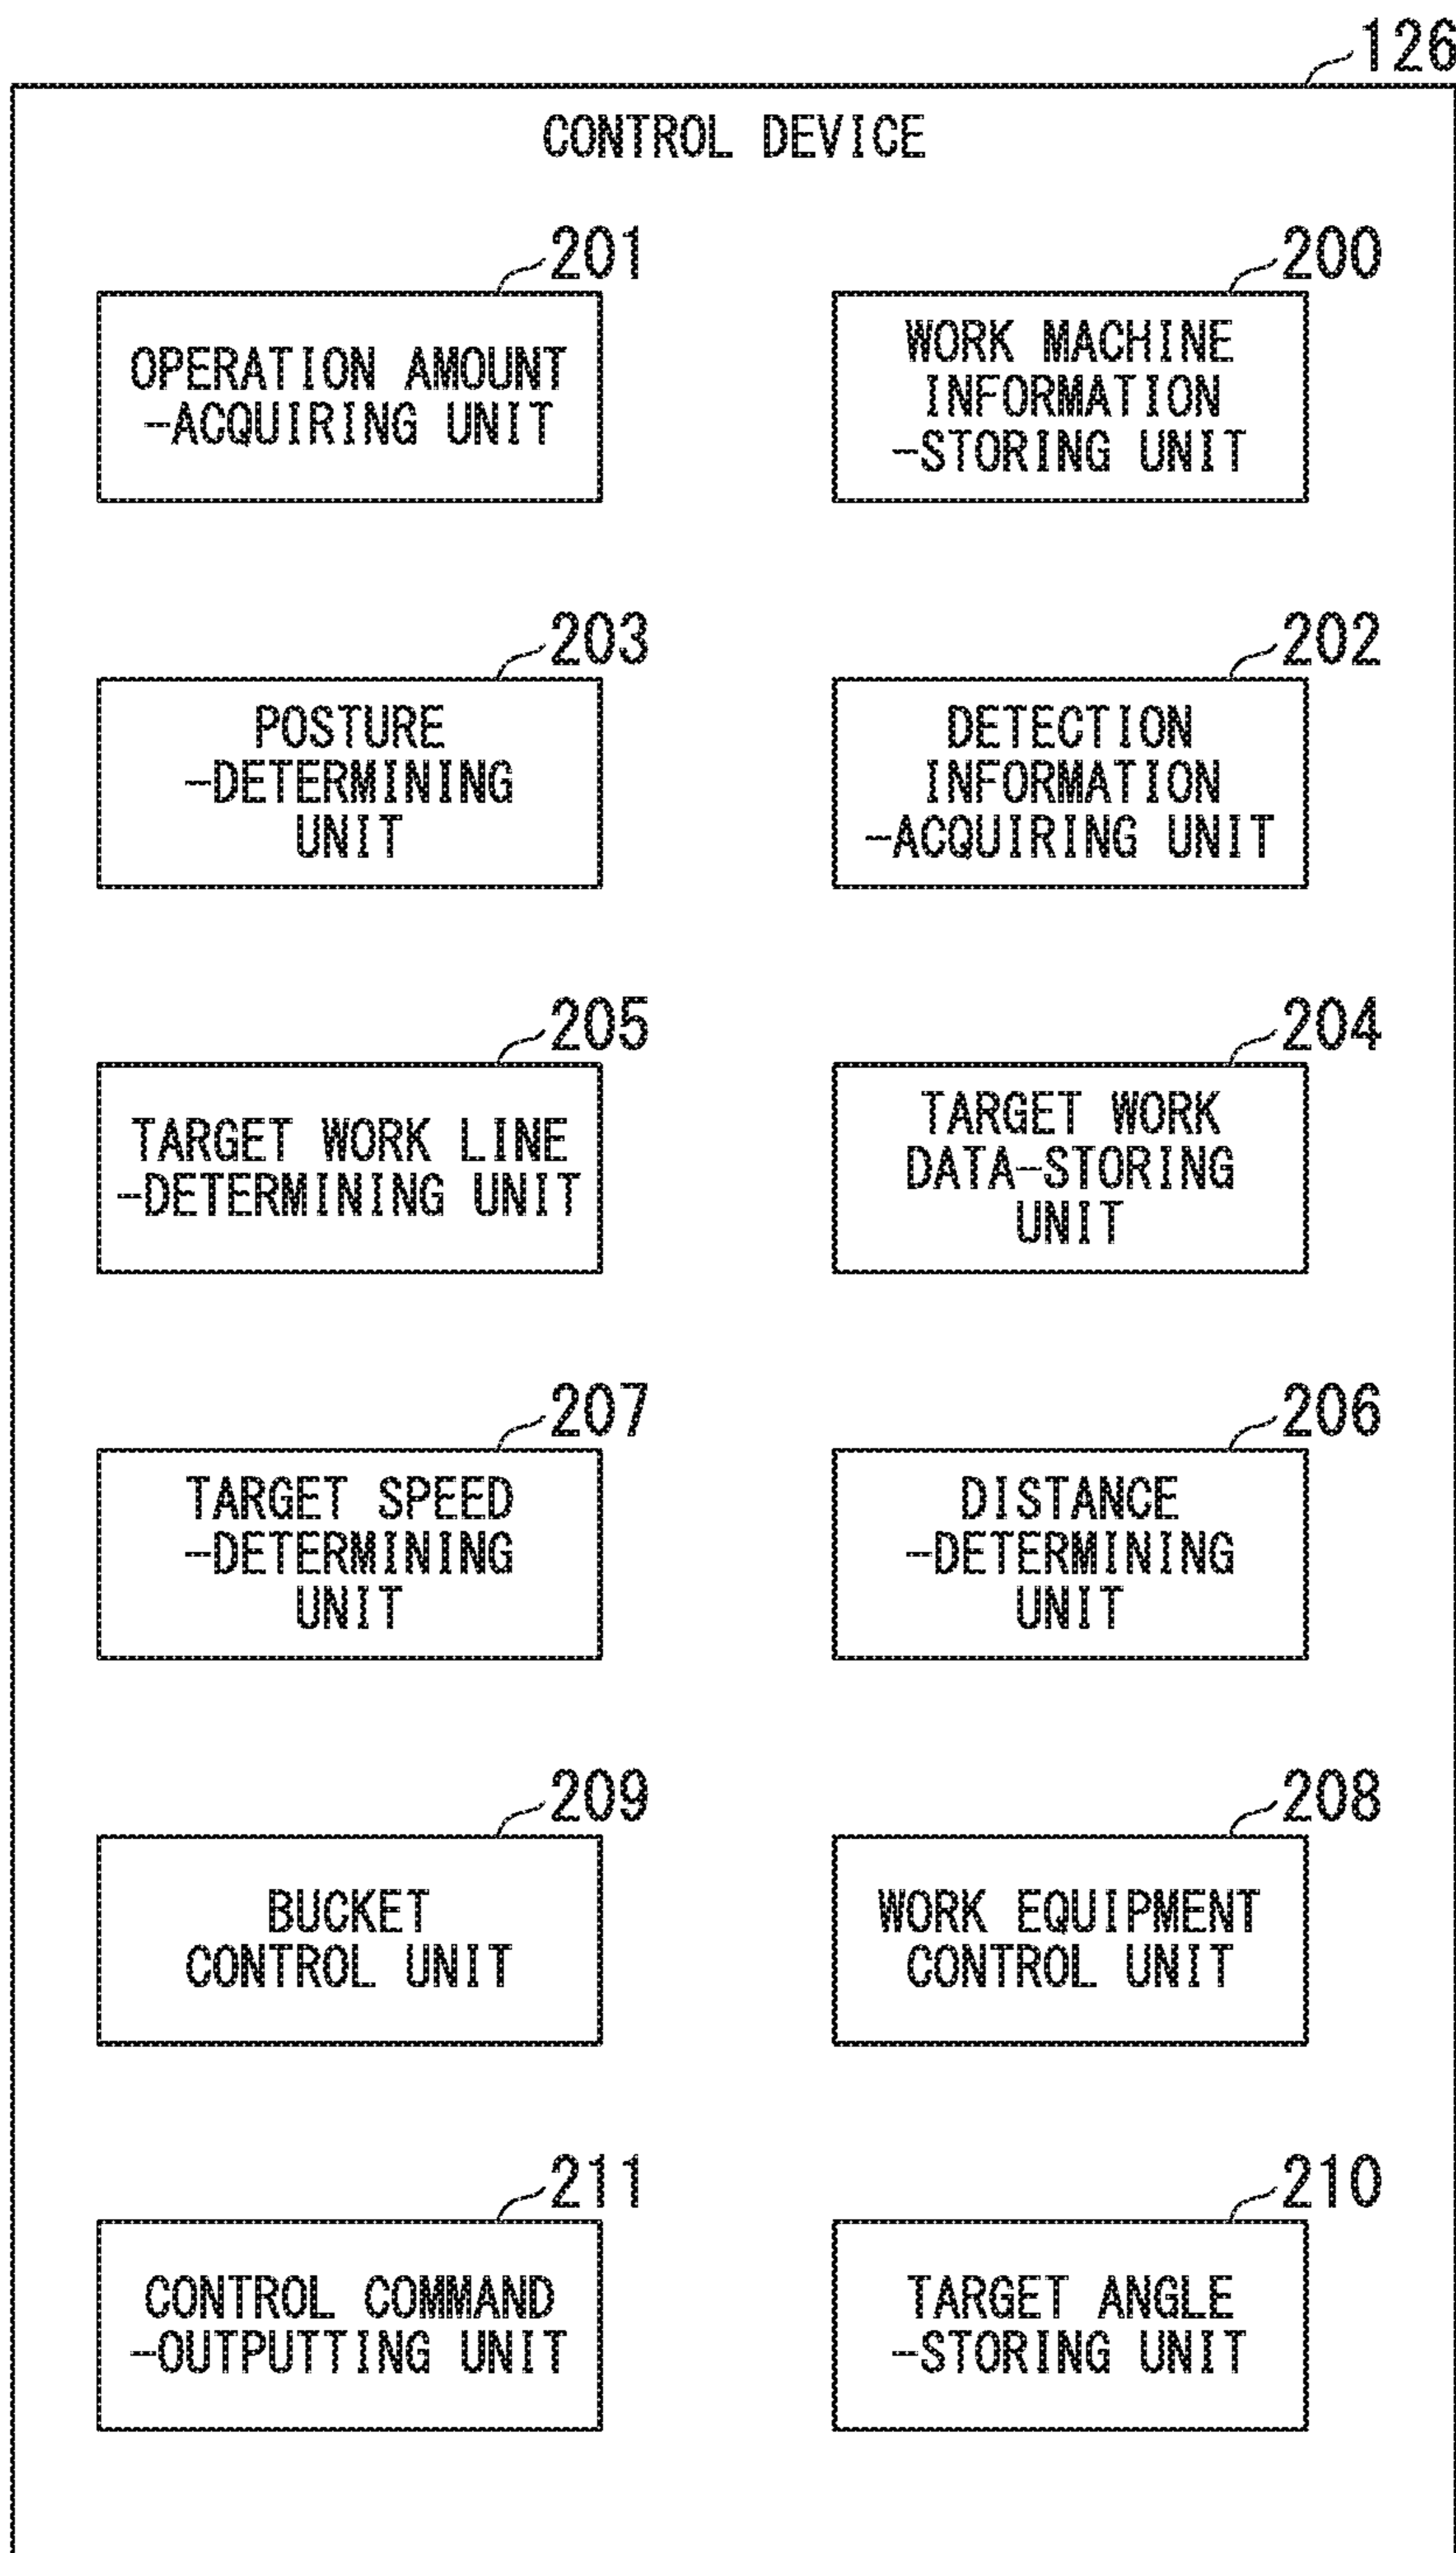 126
CONTROL DEVICE
201
OPERATION AMOUNT
-ACQUIRING UNIT
200
WORK MACHINE
INFORMATION
-STORING UNIT
203
POSTURE
-DETERMINING
UNIT
202
DETECTION
INFORMATION
-ACQUIRING UNIT
205
TARGET WORK LINE
-DETERMINING UNIT
204
TARGET WORK
DATA-STORING
UNIT
207
TARGET SPEED
-DETERMINING
UNIT
206
DISTANCE
-DETERMINING
UNIT
209
BUCKET
CONTROL UNIT
208
WORK EQUIPMENT
CONTROL UNIT
211
CONTROL COMMAND
-OUTPUTTING UNIT
210
TARGET ANGLE
-STORING UNIT